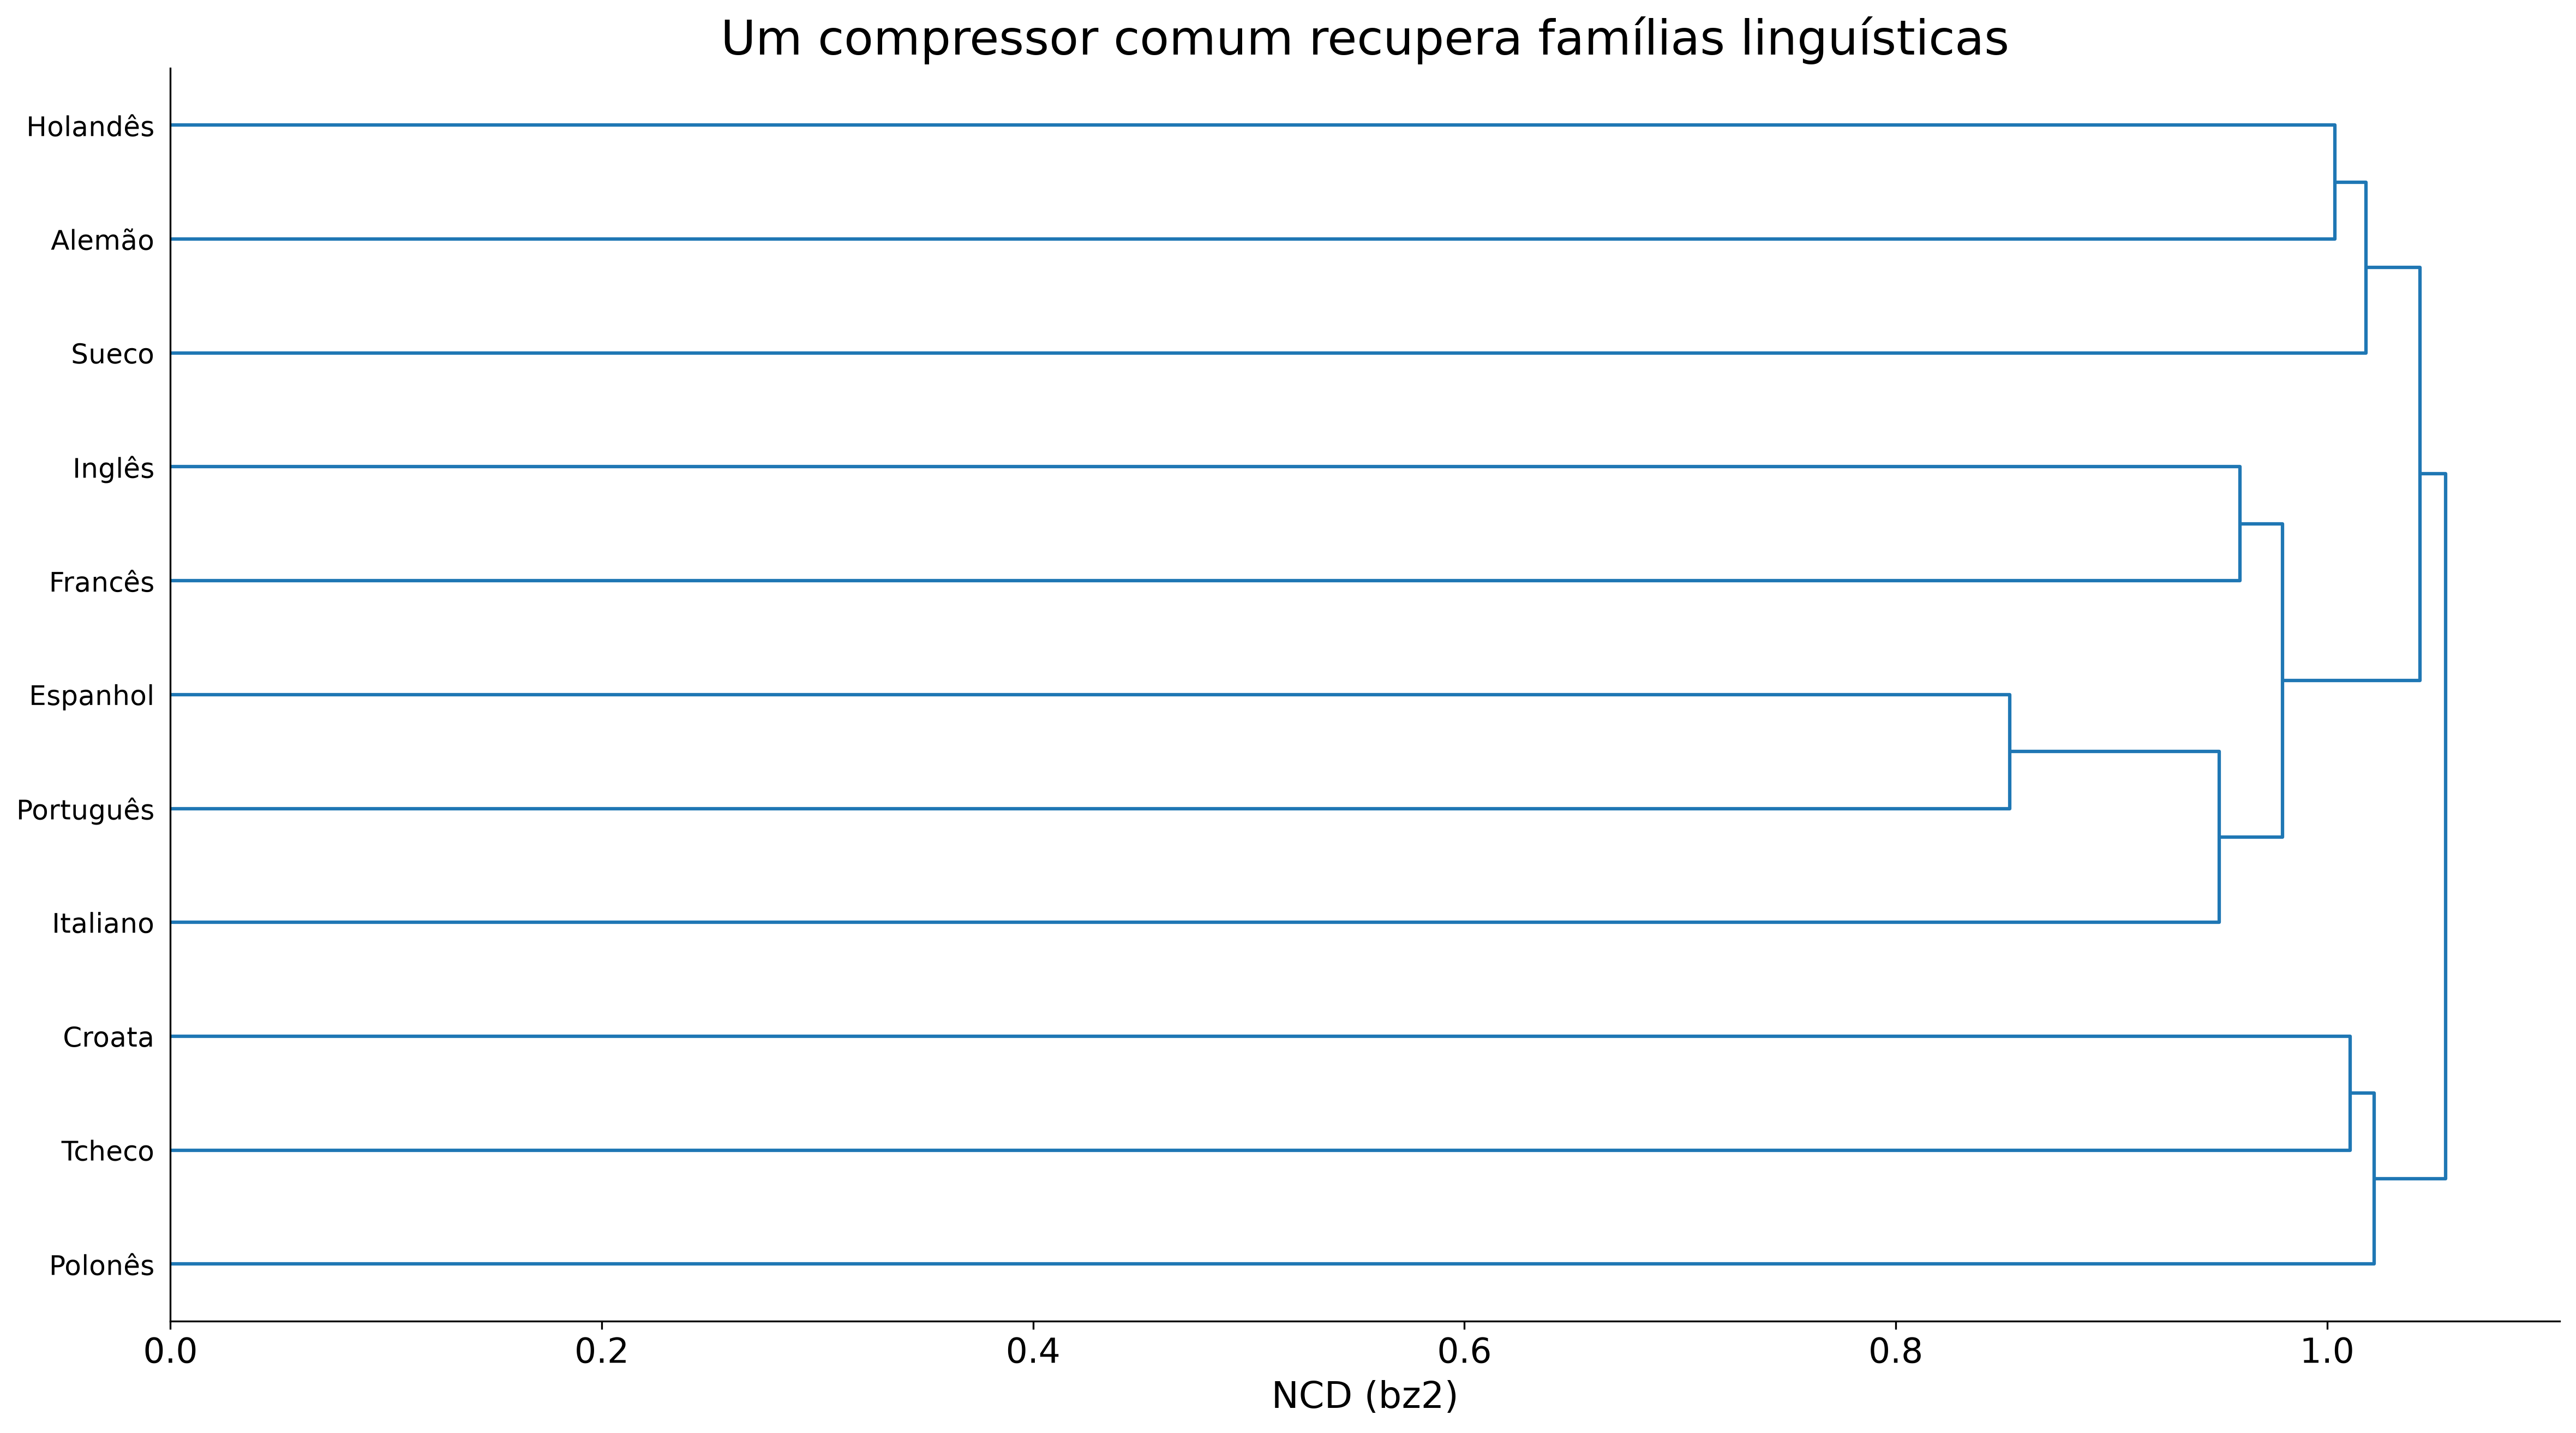 Um compressor comum recupera famílias linguísticas
Holandês
Alemão
Sueco
Inglês
Francês
Espanhol
Português
Italiano
Croata
Tcheco
Polonês
0.0 0.2 0.4 0.6 0.8 1.0
NCD (bz2)